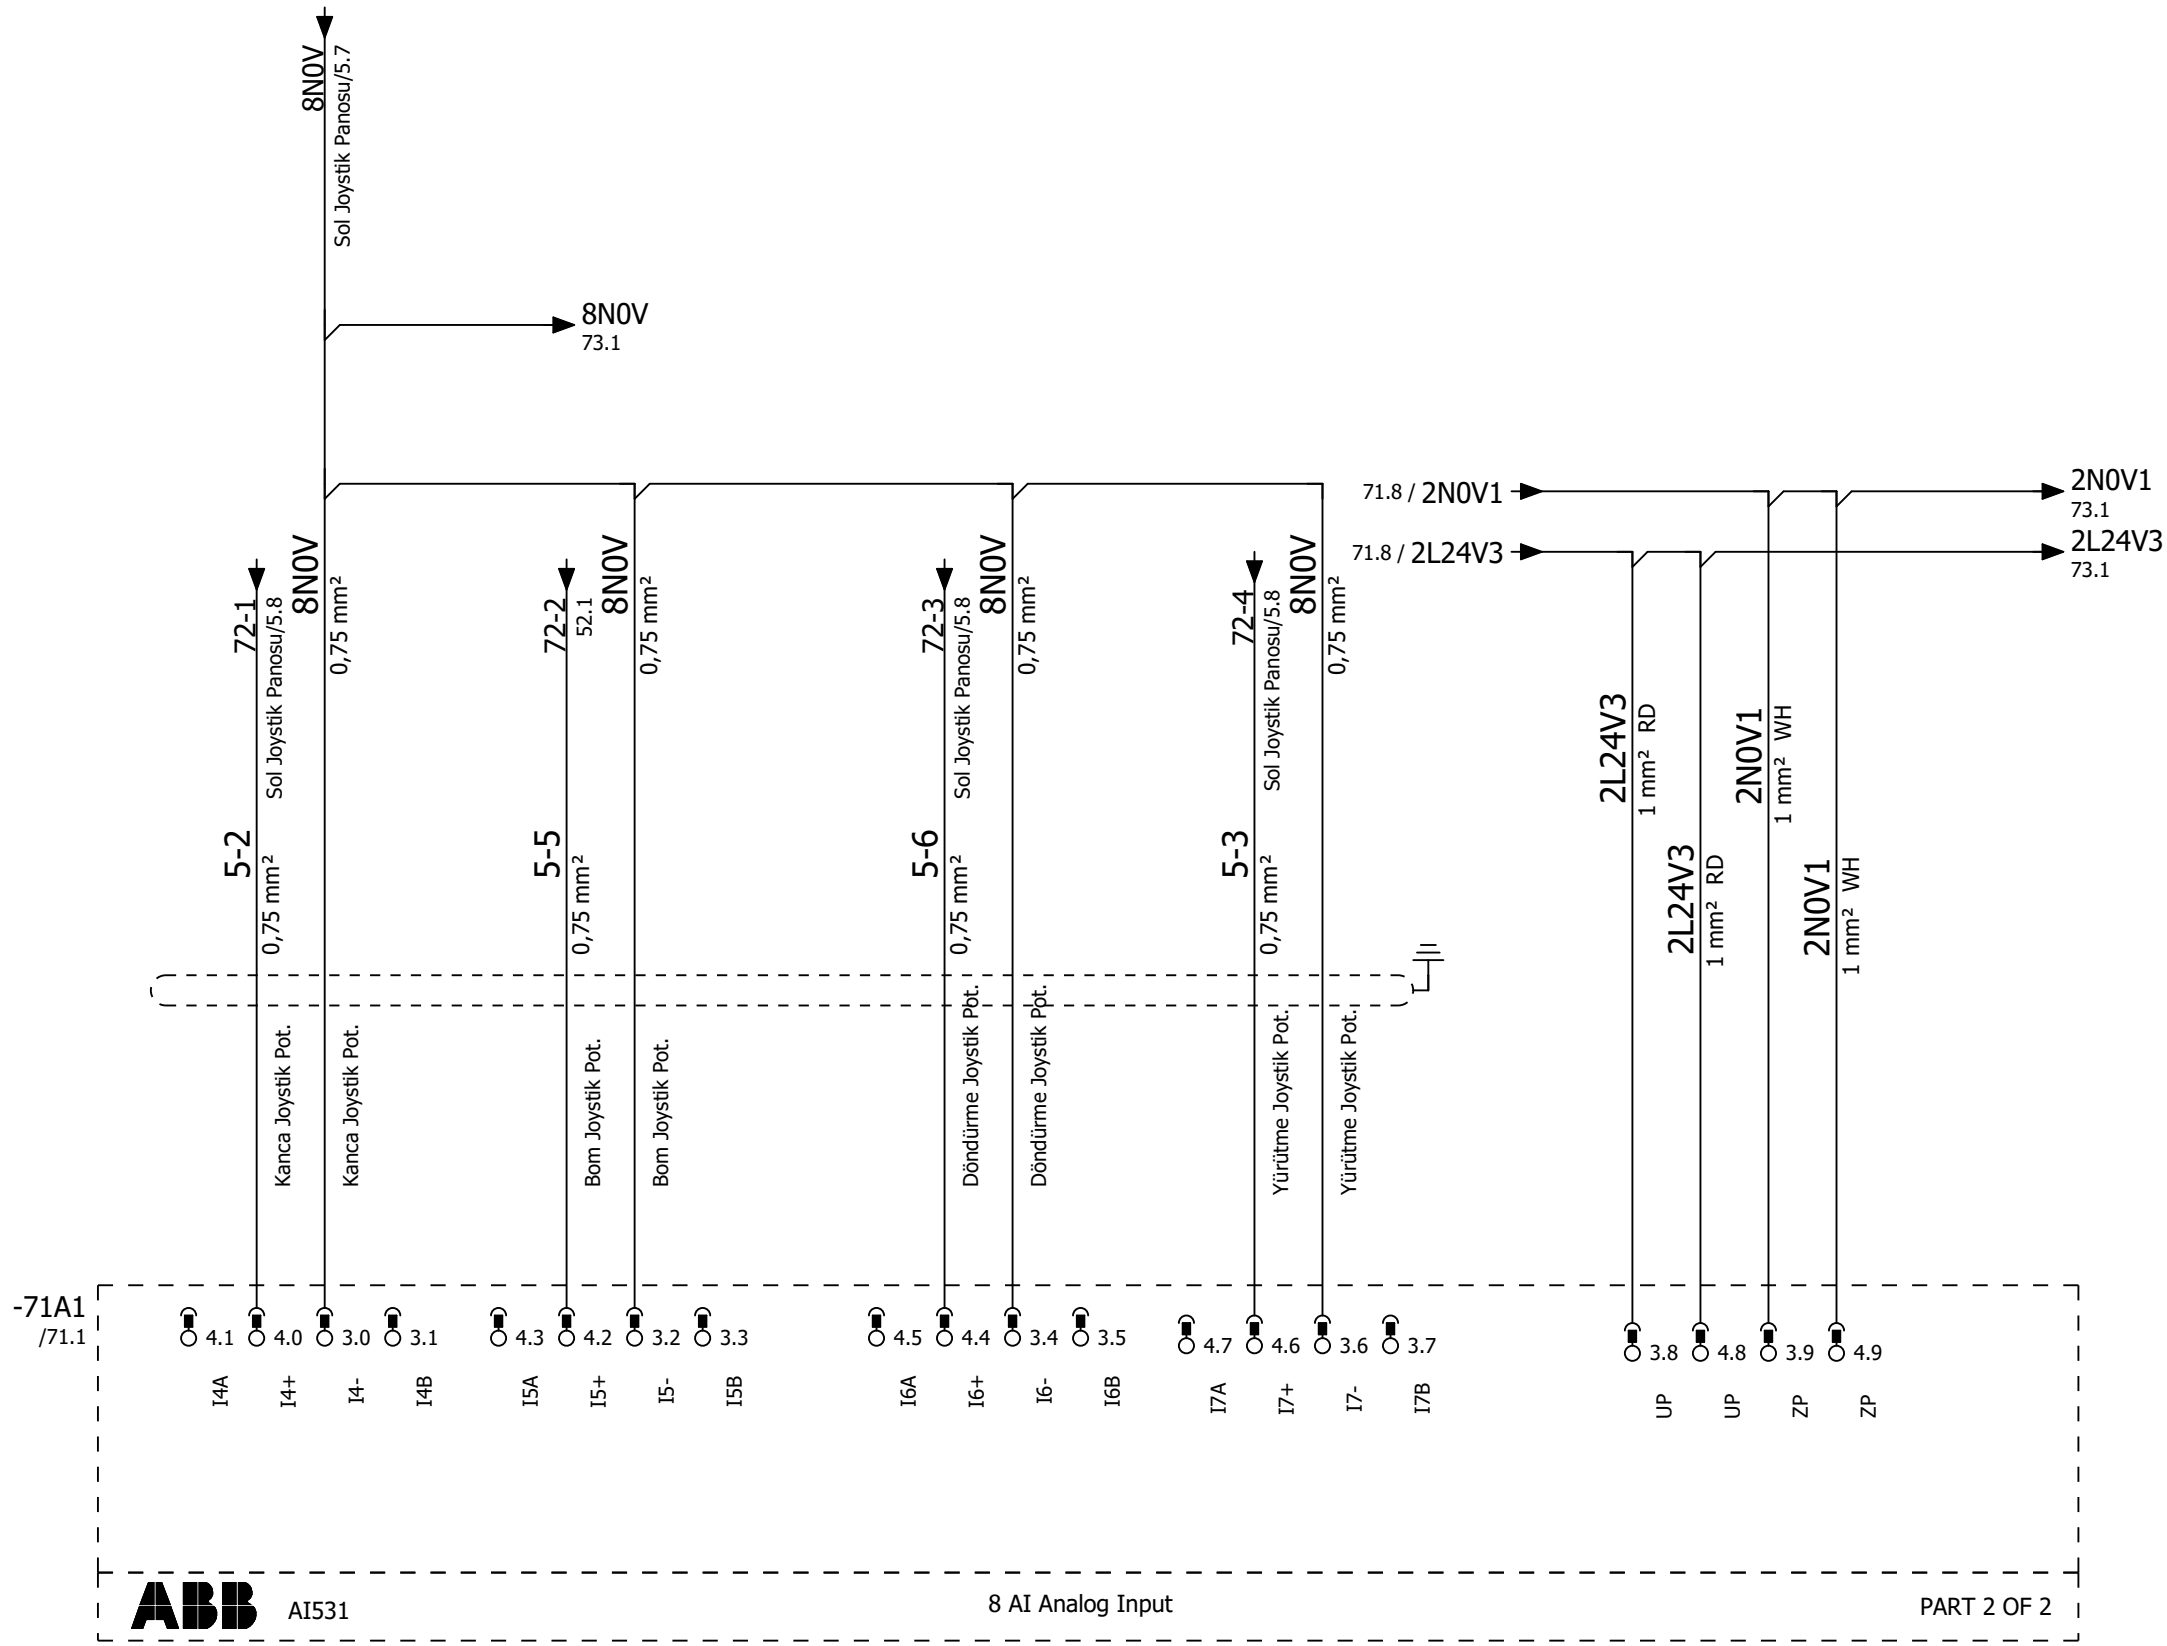 8N0V
Sol Joystik Panosu/5.7
8N0V
73.1
71.8 / 2N0V1
2N0V1
73.1
71.8 / 2L24V3
2L24V3
73.1
72-1
Sol Joystik Panosu/5.8
8N0V
0,75 mm²
72-2
52.1
8N0V
0,75 mm²
72-3
Sol Joystik Panosu/5.8
8N0V
0,75 mm²
72-4
Sol Joystik Panosu/5.8
8N0V
0,75 mm²
2L24V3
1 mm² RD
2L24V3
1 mm² RD
2N0V1
1 mm² WH
2N0V1
1 mm² WH
5-2
0,75 mm²
5-5
0,75 mm²
5-6
0,75 mm²
5-3
0,75 mm²
Kanca Joystik Pot.
Kanca Joystik Pot.
Bom Joystik Pot.
Bom Joystik Pot.
Döndürme Joystik Pot.
Döndürme Joystik Pot.
Yürütme Joystik Pot.
Yürütme Joystik Pot.
-71A1
/71.1
4.1 4.0 3.0 3.1 4.3 4.2 3.2 3.3 4.5 4.4 3.4 3.5 4.7 4.6 3.6 3.7 3.8 4.8 3.9 4.9
I4A
I4+
I4-
I4B
I5A
I5+
I5-
I5B
I6A
I6+
I6-
I6B
I7A
I7+
I7-
I7B
UP
UP
ZP
ZP
ABB AI531
8 AI Analog Input
PART 2 OF 2